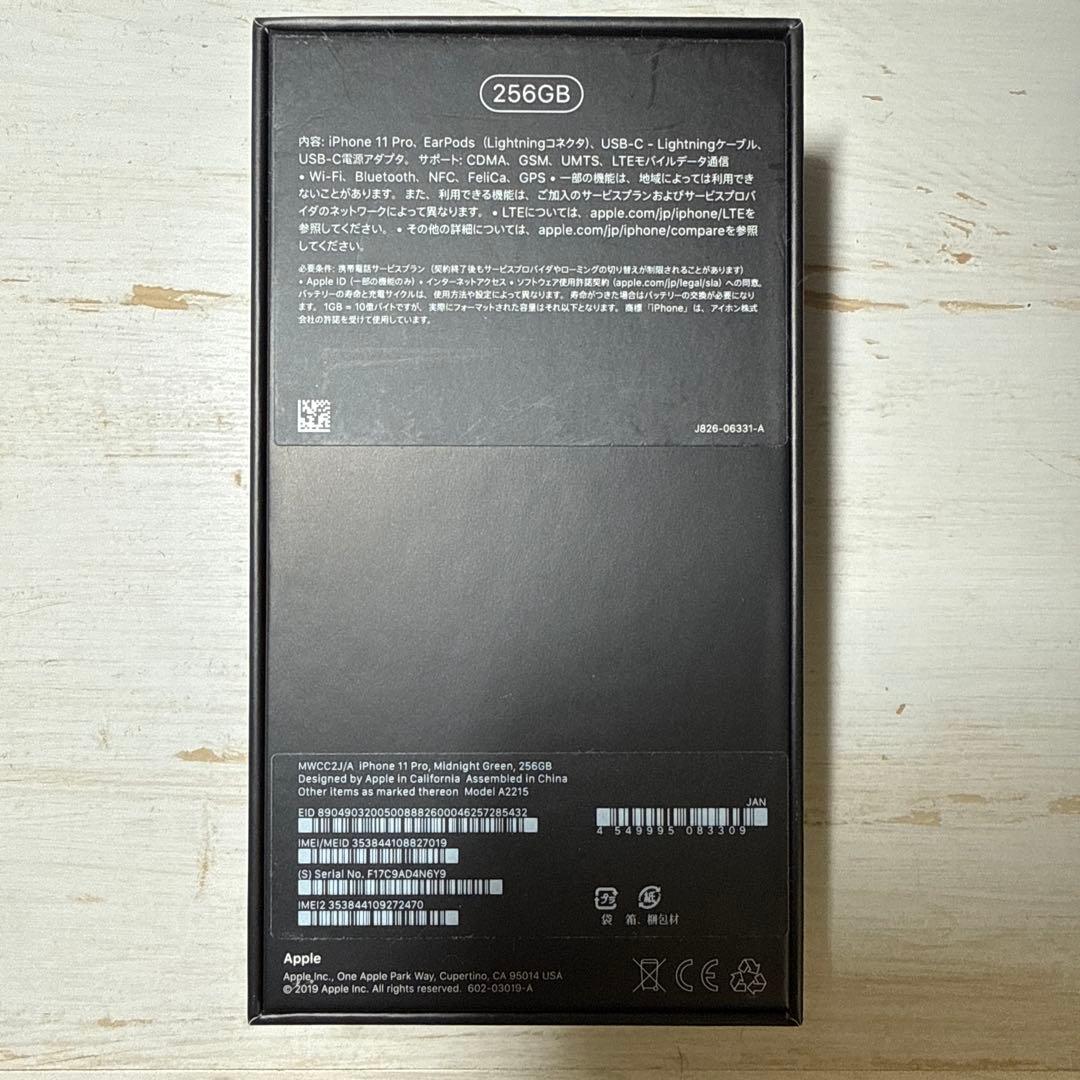 256GB
内容: iPhone 11 Pro、EarPods（Lightningコネクタ）、USB-C - Lightningケーブル、
USB-C電源アダプタ。 サポート: CDMA、GSM、UMTS、LTEモバイルデータ通信
• Wi-Fi、Bluetooth、NFC、FeliCa、GPS • 一部の機能は、地域によっては利用でき
ないことがあります。また、利用できる機能は、ご加入のサービスプランおよびサービスプロバ
イダのネットワークによって異なります。 • LTEについては、apple.com/jp/iphone/LTEを
参照してください。 • その他の詳細については、apple.com/jp/iphone/compareを参照
してください。
必要条件: 携帯電話サービスプラン（契約終了後もサービスプロバイダやローミングの切り替えが制限されることがあります）
• Apple ID（一部の機能のみ）• インターネットアクセス • ソフトウェア使用許諾契約（apple.com/jp/legal/sla）への同意。
バッテリーの寿命と充電サイクルは、使用方法や設定によって異なります。 寿命がつきた場合はバッテリーの交換が必要になり
ます。 1GB = 10億バイトですが、実際にフォーマットされた容量はそれ以下となります。 商標「iPhone」は、アイホン株式
会社の許諾を受けて使用しています。
J826-06331-A
MWCC2J/A iPhone 11 Pro, Midnight Green, 256GB
Designed by Apple in California Assembled in China
Other items as marked thereon Model A2215
EID 89049032005008882600046257285432
JAN
4 549995 083309
IMEI/MEID 353844108827019
(S) Serial No. F17C9AD4N6Y9
IMEI2 353844109272470
プラ 紙
袋 箱、梱包材
Apple
Apple Inc., One Apple Park Way, Cupertino, CA 95014 USA
© 2019 Apple Inc. All rights reserved. 602-03019-A
CE